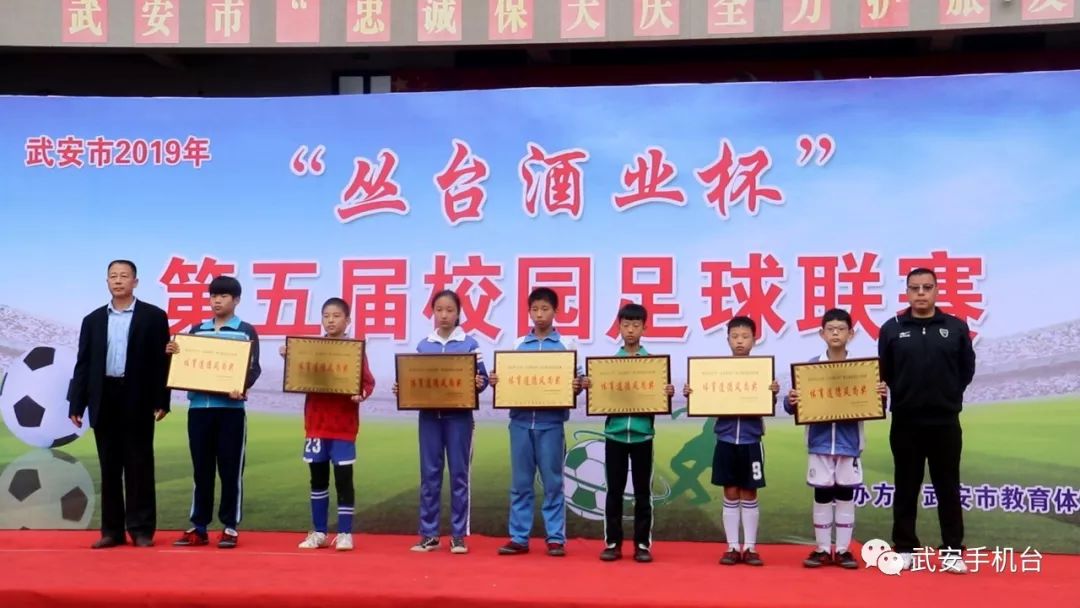 武安市"忠诚保大庆全力护旅发
武安市2019年
“丛台酒业杯”
第五届校园足球联赛
体育道德风尚奖
体育道德风尚奖
体育道德风尚奖
体育道德风尚奖
体育道德风尚奖
体育道德风尚奖
体育道德风尚奖
23
9
4
办方
武安市教育体
武安手机台